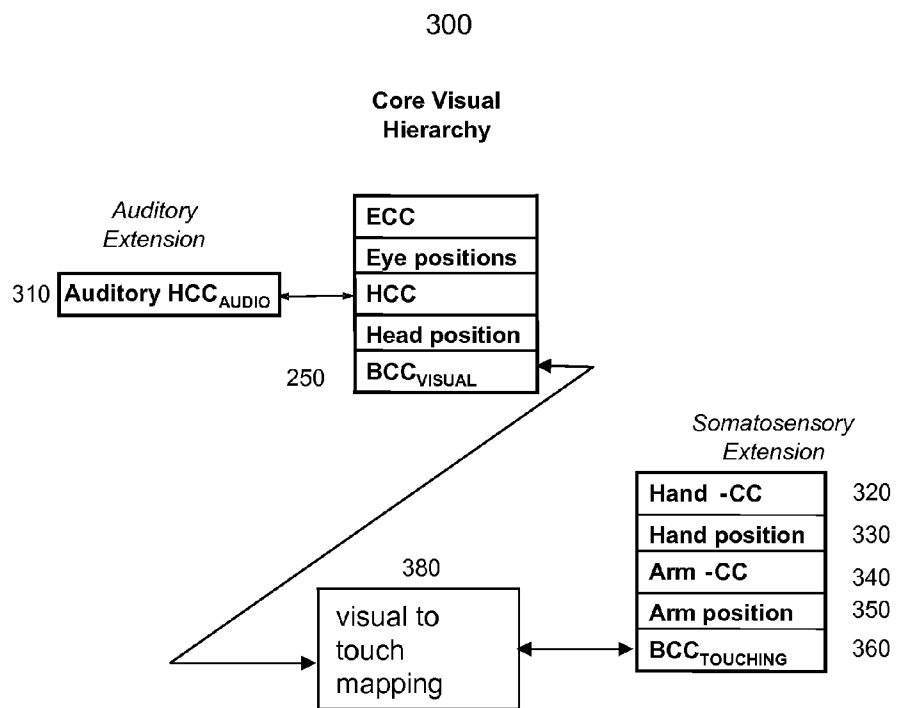 300
Core Visual
Hierarchy
Auditory
Extension
310
Auditory HCC_AUDIO
ECC
Eye positions
HCC
Head position
BCC_VISUAL
250
Somatosensory
Extension
Hand -CC
320
Hand position
330
Arm -CC
340
Arm position
350
BCC_TOUCHING
360
380
visual to
touch
mapping